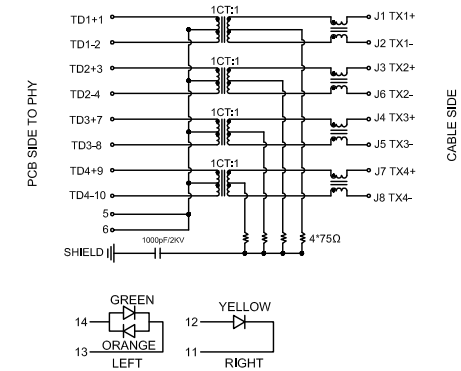 1CT:1
TD1+1
J1 TX1+
TD1-2
J2 TX1-
1CT:1
TD2+3
J3 TX2+
TD2-4
J6 TX2-
1CT:1
TD3+7
J4 TX3+
TD3-8
J5 TX3-
1CT:1
TD4+9
J7 TX4+
TD4-10
J8 TX4-
PCB SIDE TO PHY
CABLE SIDE
5
6
1000pF/2KV
4*75Ω
SHIELD
GREEN
14
ORANGE
13
LEFT
YELLOW
12
11
RIGHT